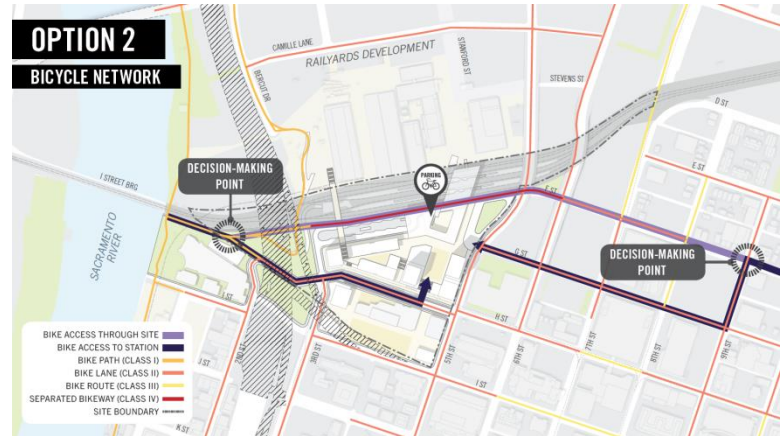 OPTION 2
BICYCLE NETWORK
CAMILLE LANE
RAILYARDS DEVELOPMENT
BERCUT DR
STANFORD ST
STEVENS ST
D ST
E ST
I STREET BRG
DECISION-MAKING
POINT
PARKING
F ST
SACRAMENTO
RIVER
G ST
DECISION-MAKING
POINT
I ST
H ST
J ST
2ND ST
3RD ST
5TH ST
6TH ST
7TH ST
8TH ST
9TH ST
I ST
K ST
BIKE ACCESS THROUGH SITE
BIKE ACCESS TO STATION
BIKE PATH (CLASS I)
BIKE LANE (CLASS II)
BIKE ROUTE (CLASS III)
SEPARATED BIKEWAY (CLASS IV)
SITE BOUNDARY